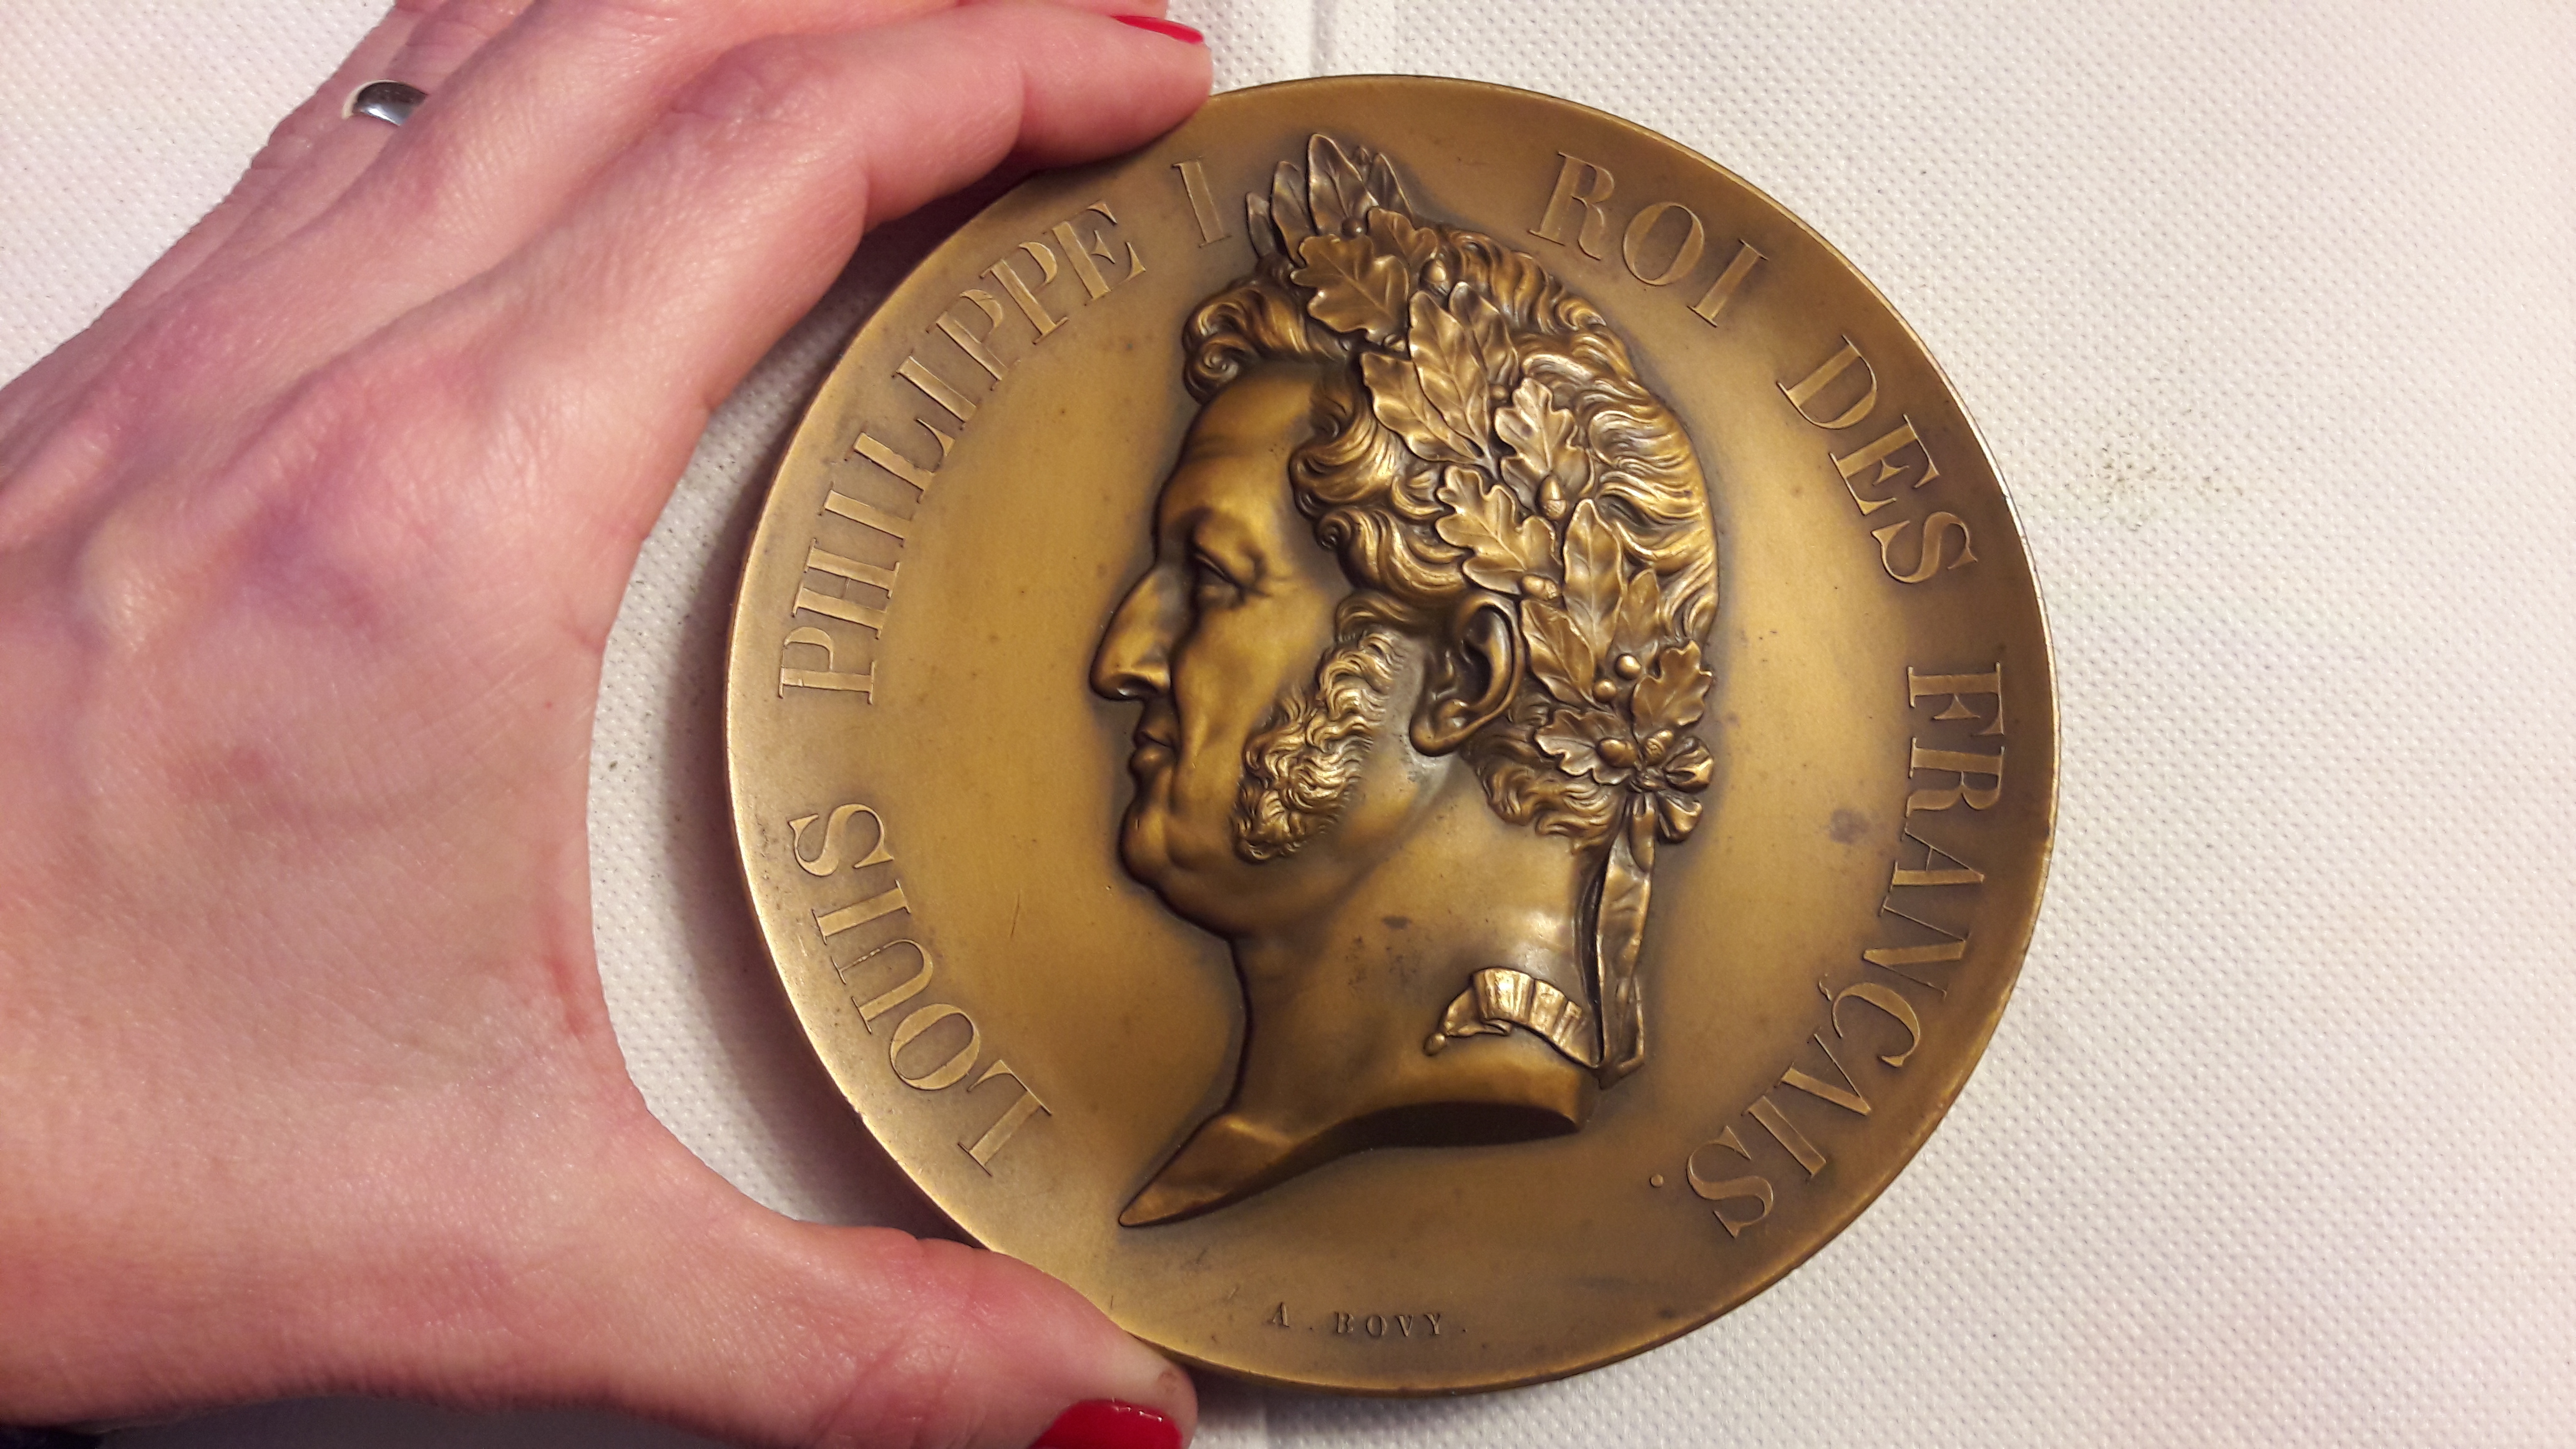 LOUIS PHILIPPE I ROI DES FRANÇAIS.
A. BOVY.